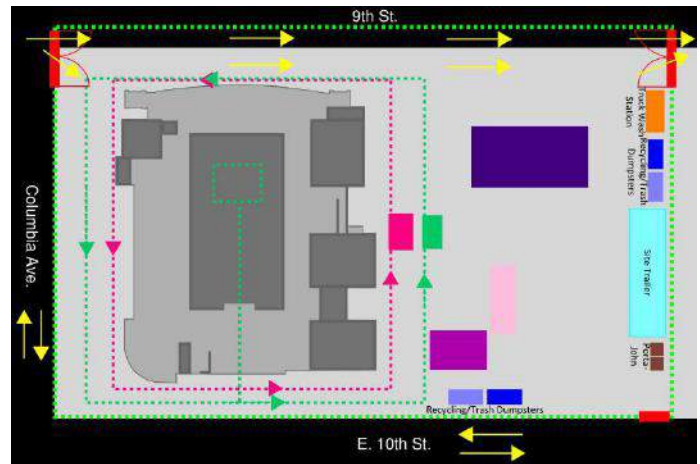 9th St.
Truck Wash
Station
Recycling/Trash
Dumpsters
Columbia Ave.
Site Trailer
Porta-
John
Recycling/Trash Dumpsters
E. 10th St.